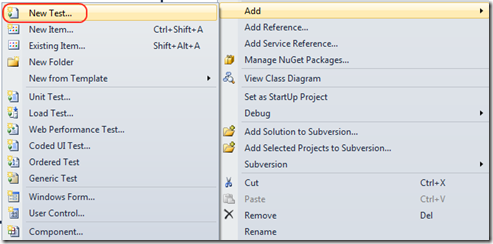 New Test...
New Item... Ctrl+Shift+A
Existing Item... Shift+Alt+A
New Folder
New from Template
Unit Test...
Load Test...
Web Performance Test...
Coded UI Test...
Ordered Test
Generic Test
Windows Form...
User Control...
Component...
Add
Add Reference...
Add Service Reference...
Manage NuGet Packages...
View Class Diagram
Set as StartUp Project
Debug
Add Solution to Subversion...
Add Selected Projects to Subversion...
Subversion
Cut Ctrl+X
Paste Ctrl+V
Remove Del
Rename